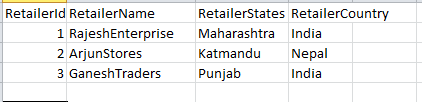 RetailerId RetailerName RetailerStates RetailerCountry
1 RajeshEnterprise Maharashtra India
2 ArjunStores Katmandu Nepal
3 GaneshTraders Punjab India